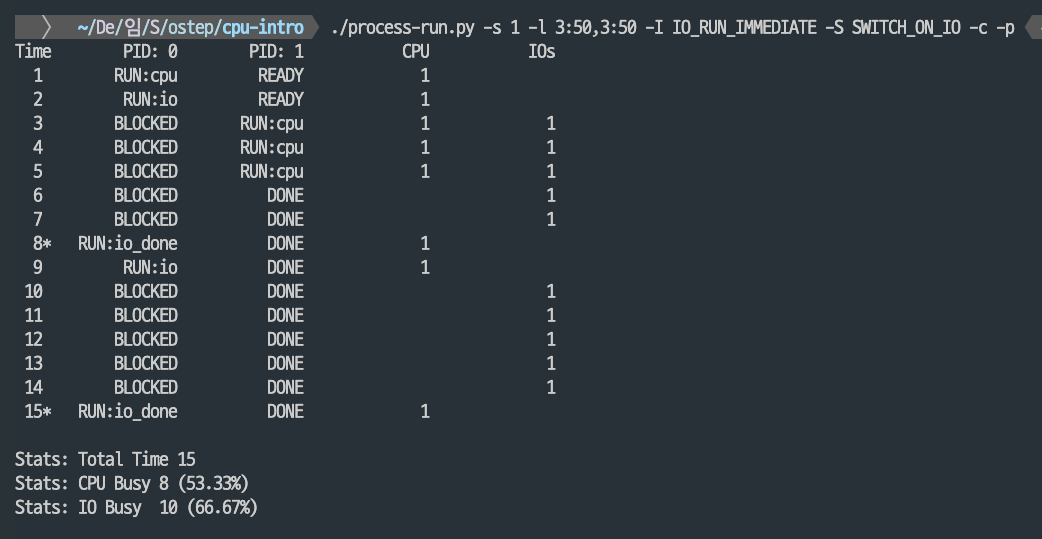 ~/De/임/S/ostep/cpu-intro ./process-run.py -s 1 -l 3:50,3:50 -I IO_RUN_IMMEDIATE -S SWITCH_ON_IO -c -p
Time PID: 0 PID: 1 CPU IOs
1 RUN:cpu READY 1
2 RUN:io READY 1
3 BLOCKED RUN:cpu 1 1
4 BLOCKED RUN:cpu 1 1
5 BLOCKED RUN:cpu 1 1
6 BLOCKED DONE 1
7 BLOCKED DONE 1
8* RUN:io_done DONE 1
9 RUN:io DONE 1
10 BLOCKED DONE 1
11 BLOCKED DONE 1
12 BLOCKED DONE 1
13 BLOCKED DONE 1
14 BLOCKED DONE 1
15* RUN:io_done DONE 1
Stats: Total Time 15
Stats: CPU Busy 8 (53.33%)
Stats: IO Busy 10 (66.67%)